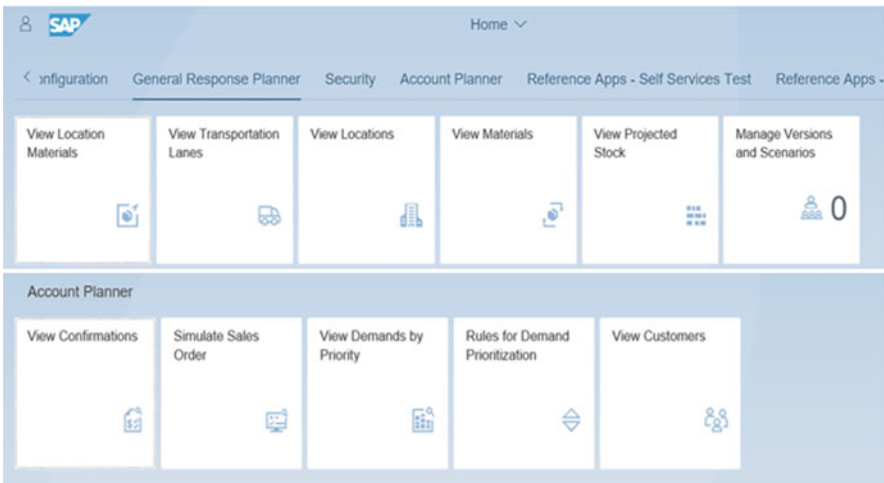 SAP
Home
onfiguration General Response Planner Security Account Planner Reference Apps - Self Services Test Reference Apps -
View Location
Materials
View Transportation
Lanes
View Locations
View Materials
View Projected
Stock
Manage Versions
and Scenarios
0
Account Planner
View Confirmations
Simulate Sales
Order
View Demands by
Priority
Rules for Demand
Prioritization
View Customers